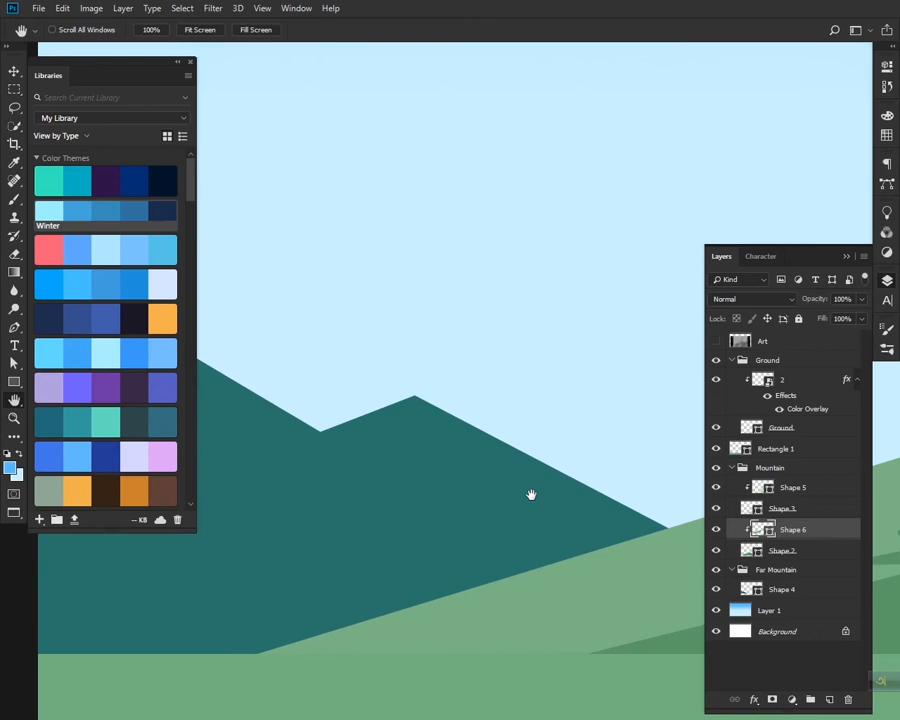 Ps File Edit Image Layer Type Select Filter 3D View Window Help
Scroll All Windows 100% Fit Screen Fill Screen
Libraries
Search Current Library
My Library
View by Type
Color Themes
Winter
-- KB
Layers Character
Kind
Normal Opacity: 100%
Lock: Fill: 100%
Art
Ground
2 fx
Effects
Color Overlay
Ground
Rectangle 1
Mountain
Shape 5
Shape 3
Shape 6
Shape 2
Far Mountain
Shape 4
Layer 1
Background
fx